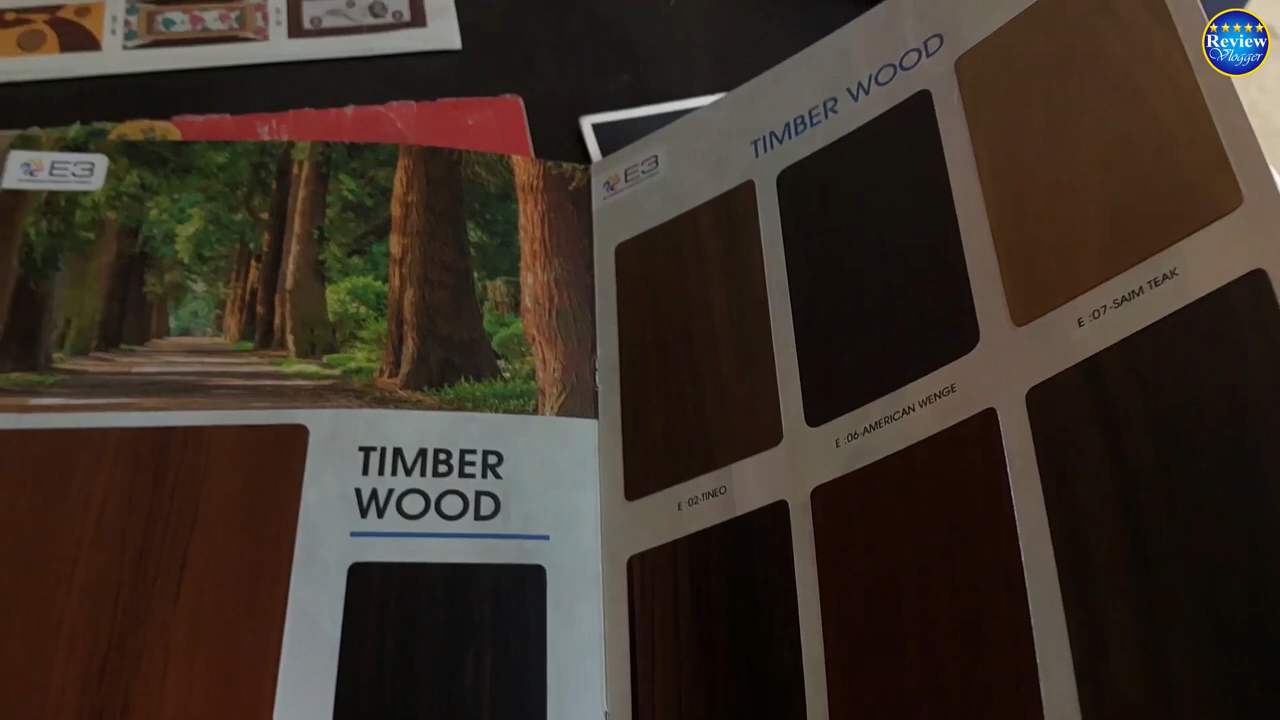 Review
Vlogger
E3
TIMBER
WOOD
E3
TIMBER WOOD
E :02-TINEO
E :06-AMERICAN WENGE
E :07-SAIM TEAK